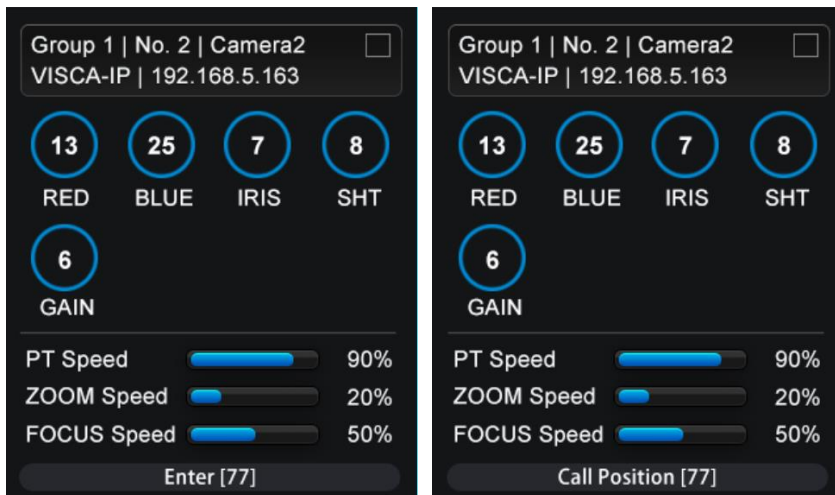 Group 1 | No. 2 | Camera2
VISCA-IP | 192.168.5.163
13 25 7 8
RED BLUE IRIS SHT
6
GAIN
PT Speed 90%
ZOOM Speed 20%
FOCUS Speed 50%
Enter [77]
Group 1 | No. 2 | Camera2
VISCA-IP | 192.168.5.163
13 25 7 8
RED BLUE IRIS SHT
6
GAIN
PT Speed 90%
ZOOM Speed 20%
FOCUS Speed 50%
Call Position [77]